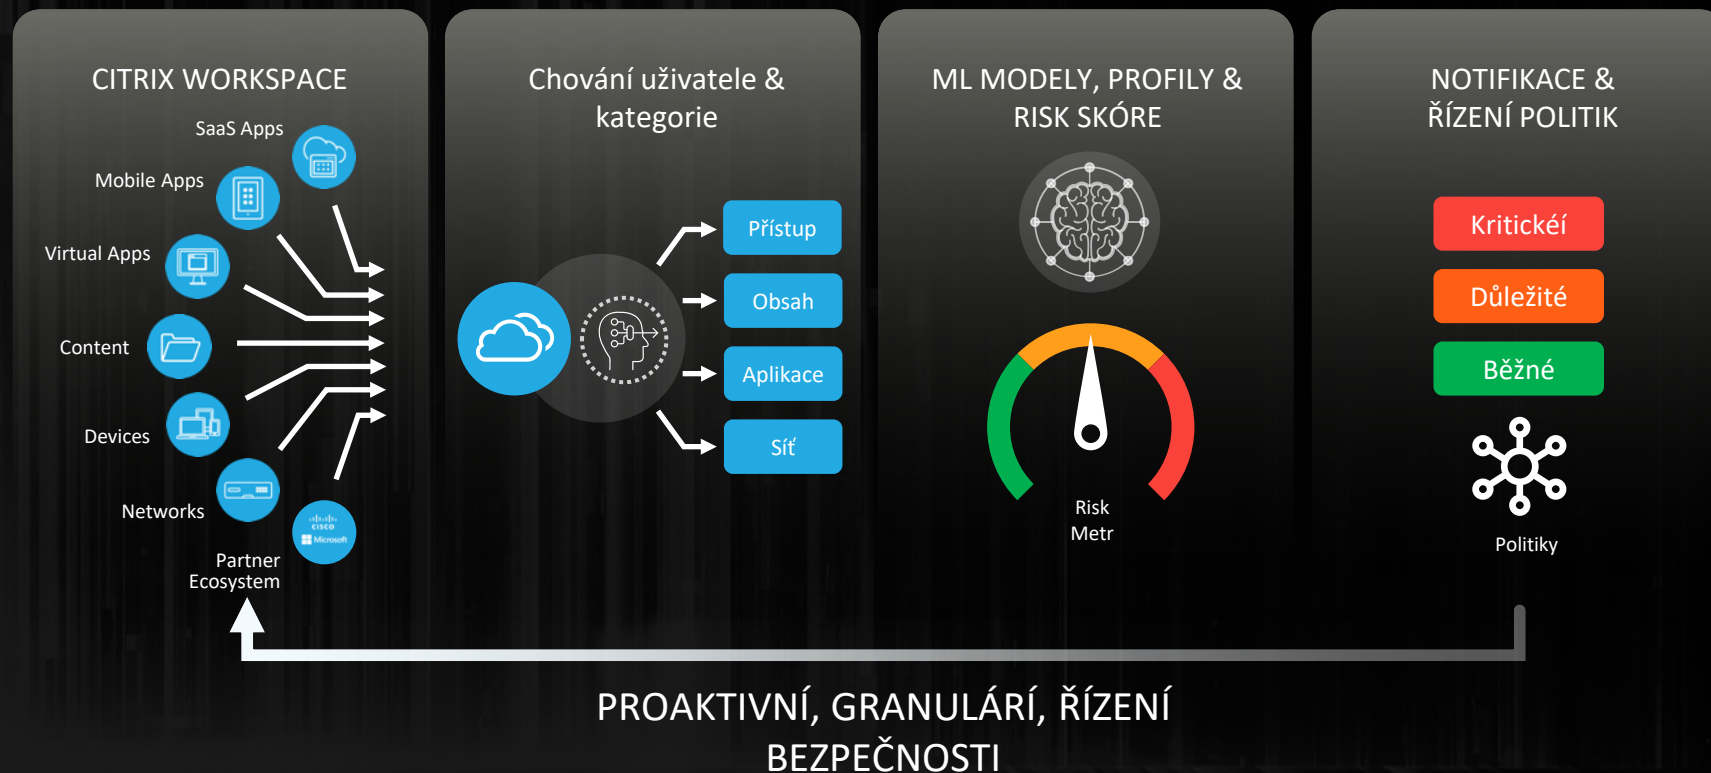 CITRIX WORKSPACE
SaaS Apps
Mobile Apps
Virtual Apps
Content
Devices
Networks
CISCO
Microsoft
Partner
Ecosystem
Chování uživatele &
kategorie
Přístup
Obsah
Aplikace
Síť
ML MODELY, PROFILY &
RISK SKÓRE
Risk
Metr
NOTIFIKACE &
ŘÍZENÍ POLITIK
Kritickéí
Důležité
Běžné
Politiky
PROAKTIVNÍ, GRANULÁRÍ, ŘÍZENÍ
BEZPEČNOSTI